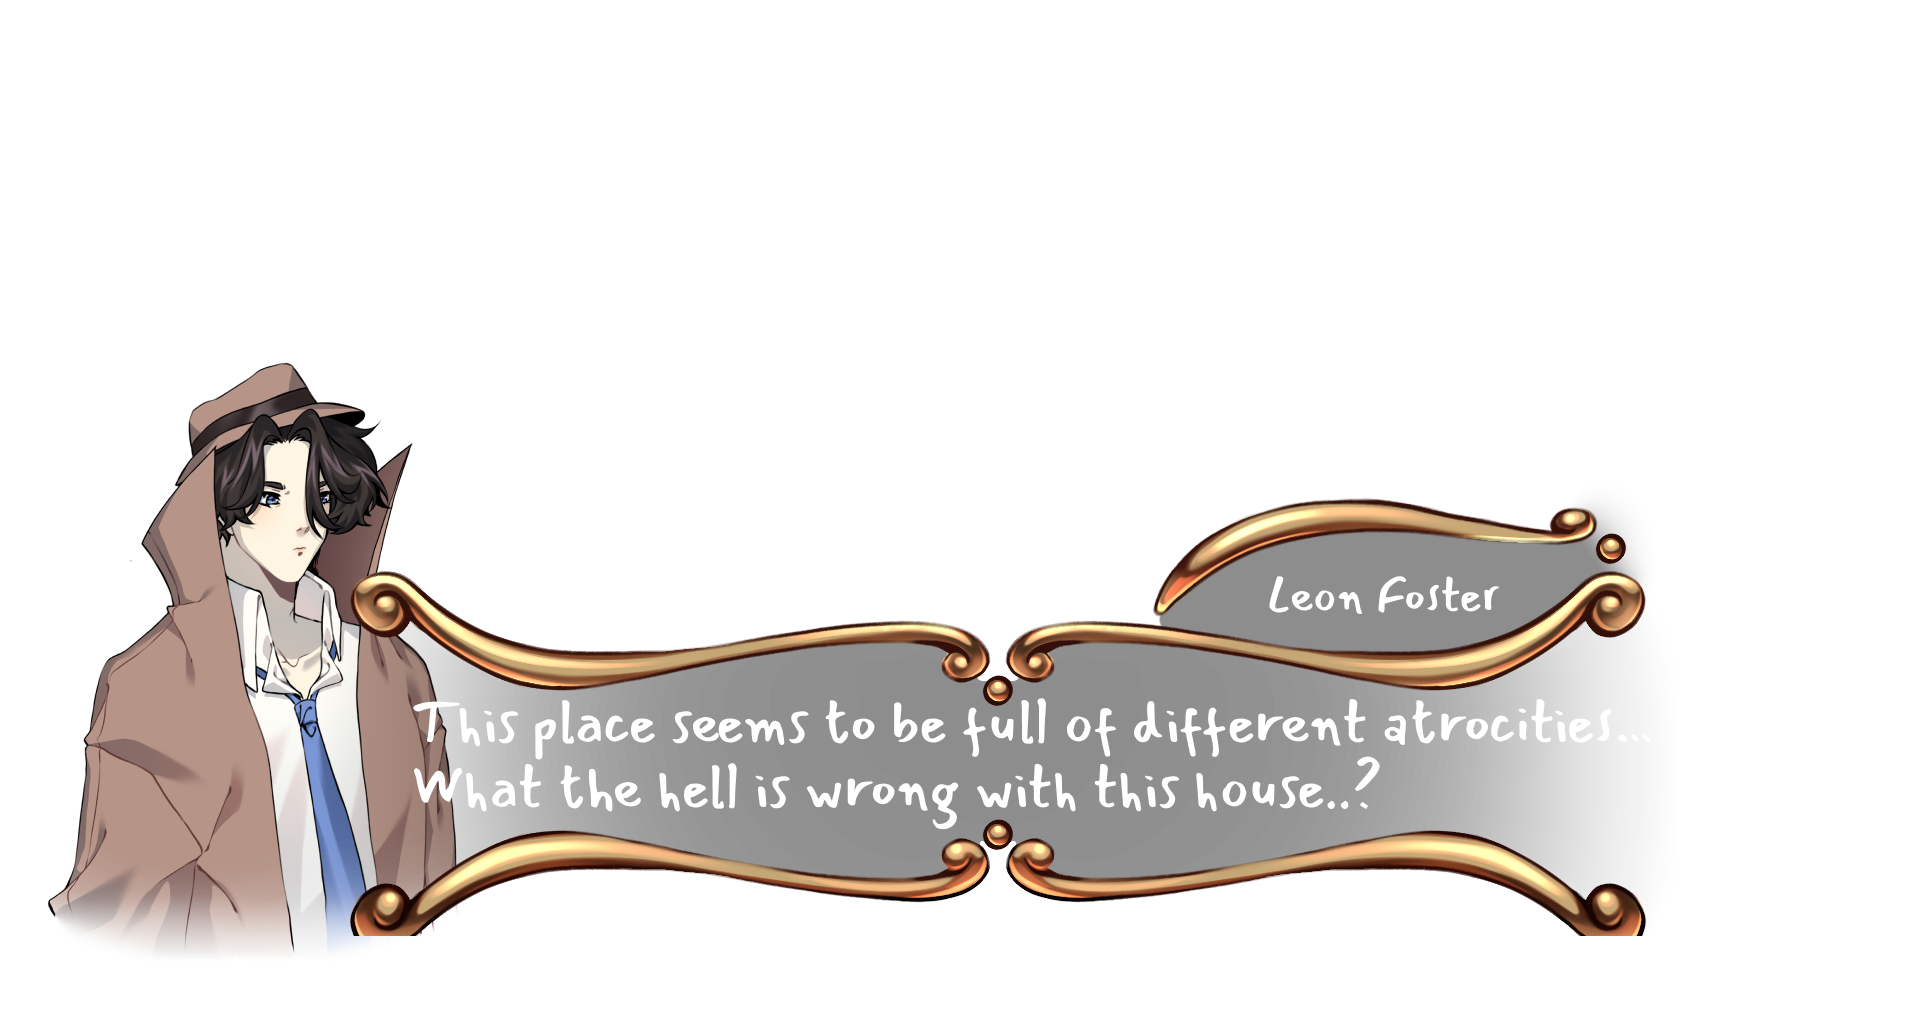 Leon Foster
This place seems to be full of different atrocities...
What the hell is wrong with this house..?